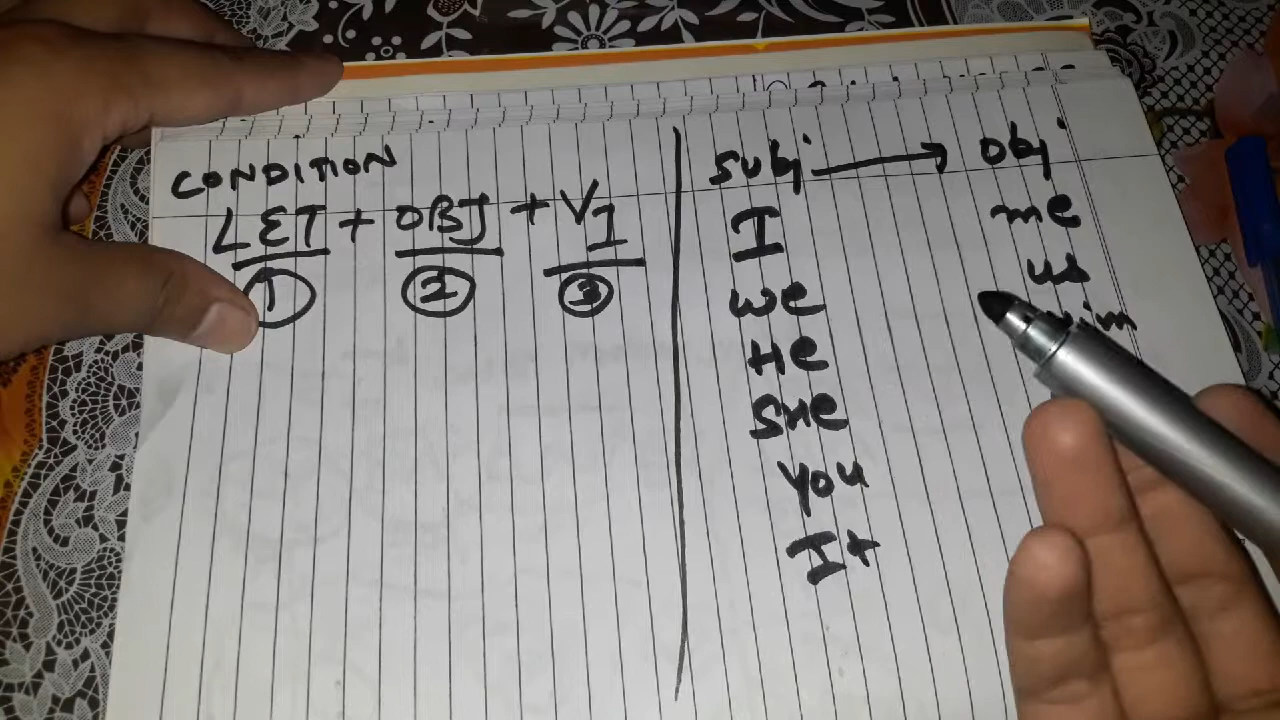 CONDITION
LET + OBJ + V1
1 2 3
Subj → obj
I me
we us
He
She
You
It